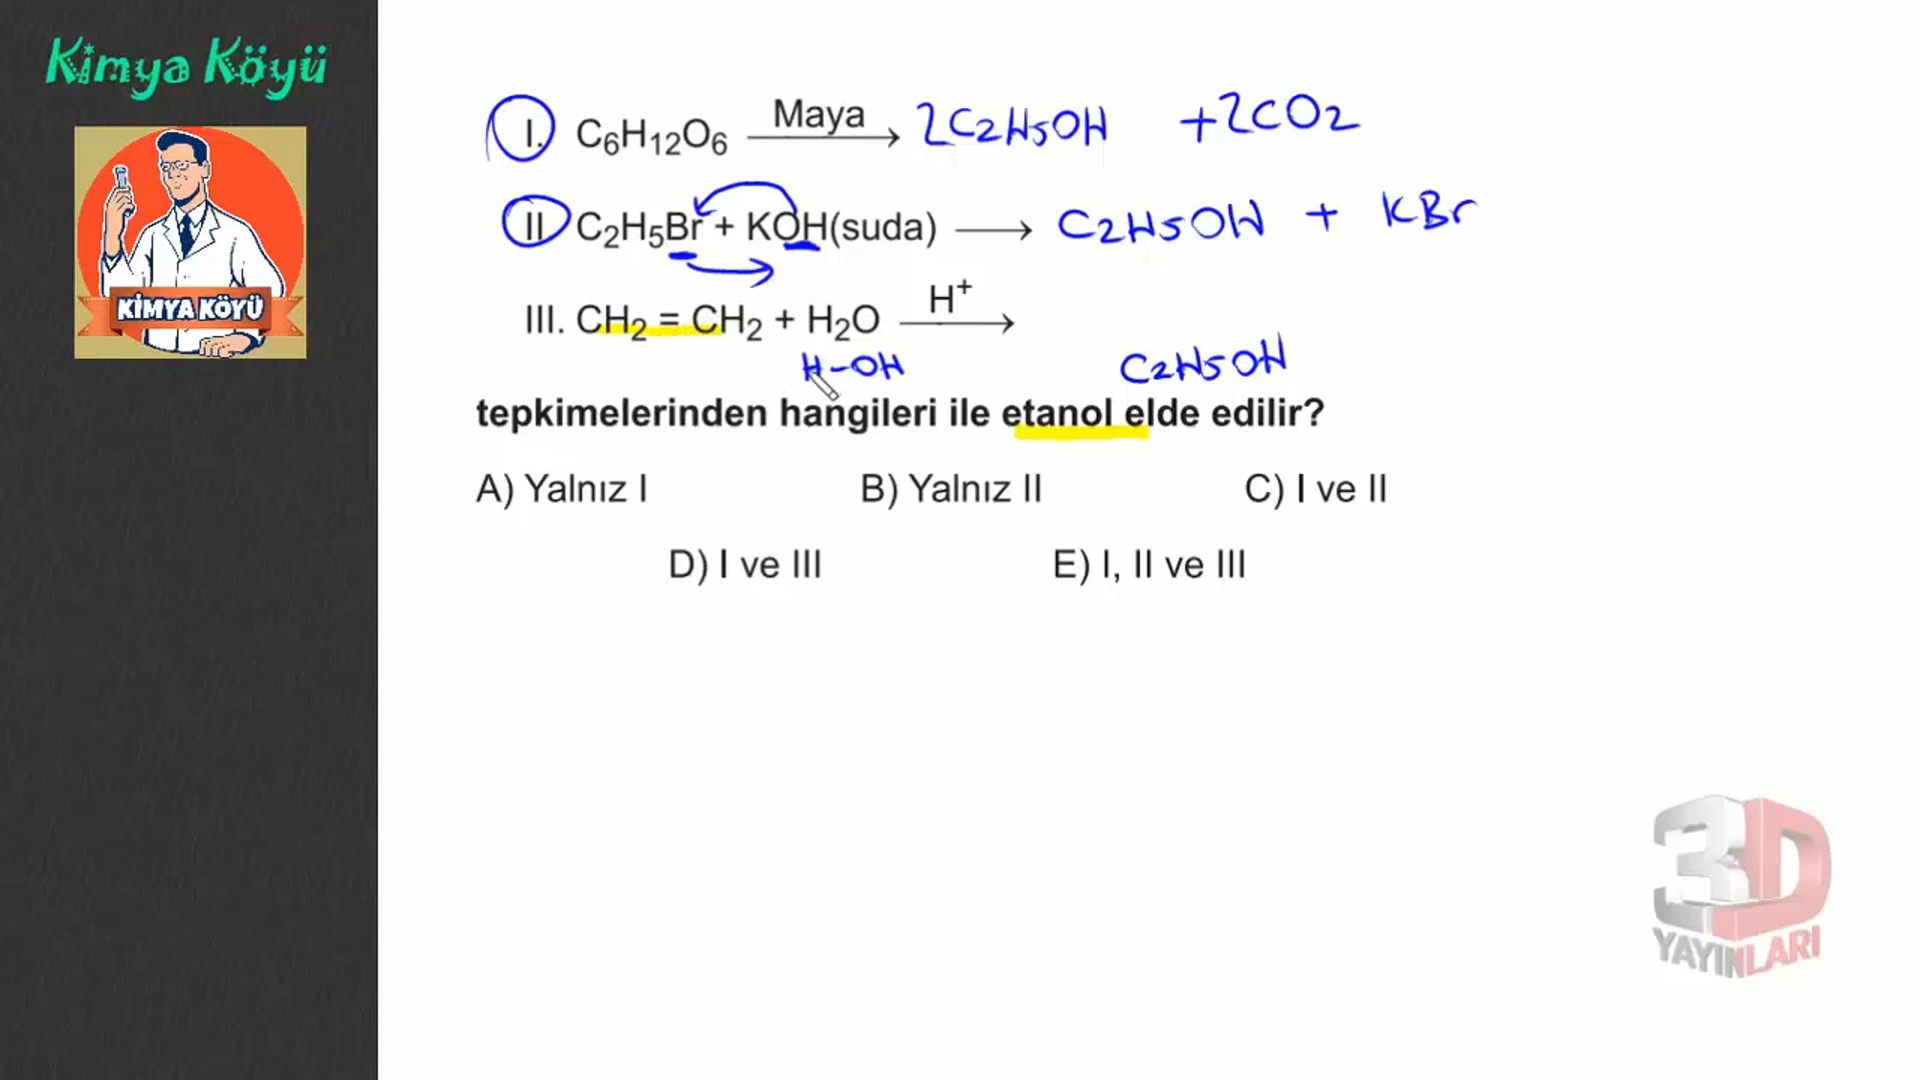 Kimya Köyü
KİMYA KÖYÜ
I. C6H12O6 Maya → 2C2H5OH + 2CO2
II. C2H5Br + KOH(suda) → C2H5OH + KBr
III. CH2 = CH2 + H2O H+ →
H-OH C2H5OH
tepkimelerinden hangileri ile etanol elde edilir?
A) Yalnız I B) Yalnız II C) I ve II
D) I ve III E) I, II ve III
3D
YAYINLARI